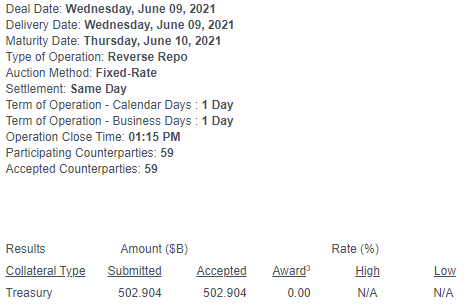 Deal Date: Wednesday, June 09, 2021
Delivery Date: Wednesday, June 09, 2021
Maturity Date: Thursday, June 10, 2021
Type of Operation: Reverse Repo
Auction Method: Fixed-Rate
Settlement: Same Day
Term of Operation - Calendar Days : 1 Day
Term of Operation - Business Days : 1 Day
Operation Close Time: 01:15 PM
Participating Counterparties: 59
Accepted Counterparties: 59
Results Amount ($B) Rate (%)
Collateral Type Submitted Accepted Award³ High Low
Treasury 502.904 502.904 0.00 N/A N/A